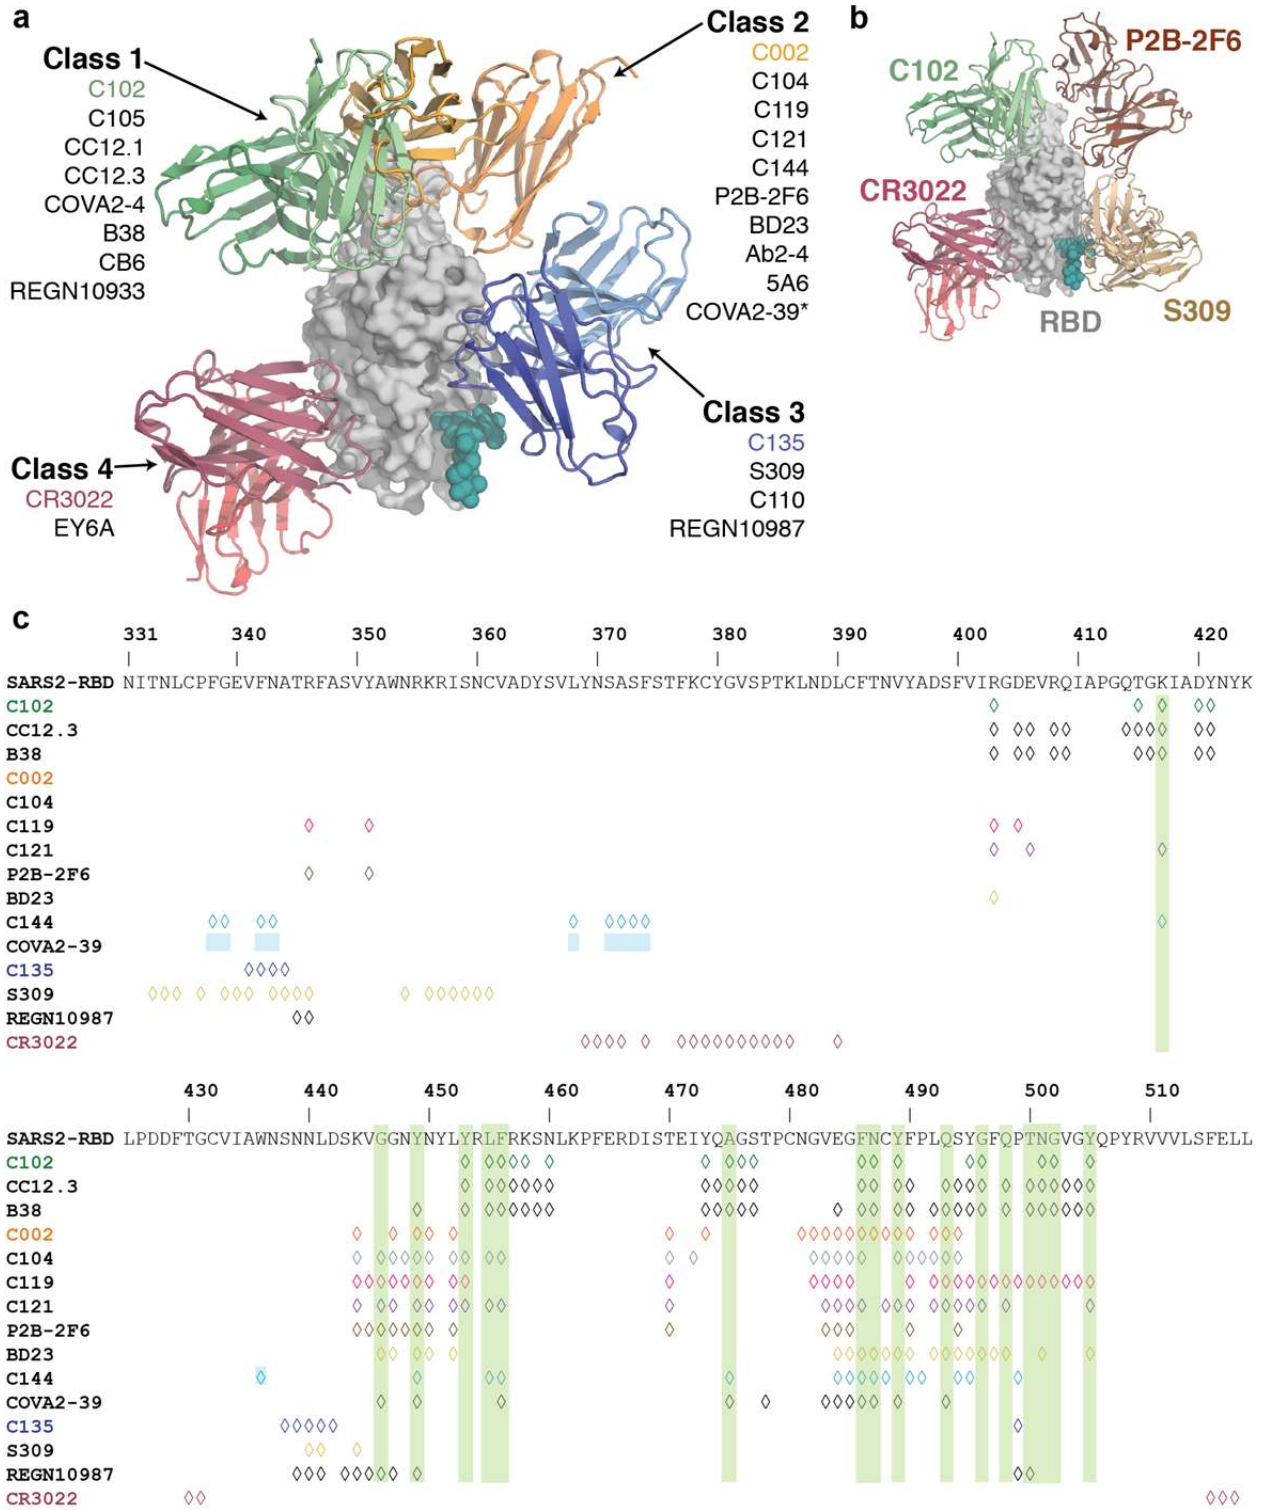 a
Class 1
C102
C105
CC12.1
CC12.3
COVA2-4
B38
CB6
REGN10933
Class 2
C002
C104
C119
C121
C144
P2B-2F6
BD23
Ab2-4
5A6
COVA2-39*
Class 3
C135
S309
C110
REGN10987
Class 4
CR3022
EY6A
b
C102
P2B-2F6
CR3022
RBD
S309
c
331 340 350 360 370 380 390 400 410 420
SARS2-RBD NITNLCPFGEVFNATRFASVYAWNRKRISNCVADYSVLYNSASFSTFKCYGVSPTKLNDLCFTNVYADSFVIRGDEVRQIAPGQTGKIADYNYK
C102
CC12.3
B38
C002
C104
C119
C121
P2B-2F6
BD23
C144
COVA2-39
C135
S309
REGN10987
CR3022
430 440 450 460 470 480 490 500 510
SARS2-RBD LPDDFTGCVIAWNSNNLDSKVGGNYNYLYRLFRKSNLKPFERDISTEIYQAGSTPCNGVEGFNCYFPLQSYGFQPTNGVGYQPYRVVVLSFELL
C102
CC12.3
B38
C002
C104
C119
C121
P2B-2F6
BD23
C144
COVA2-39
C135
S309
REGN10987
CR3022